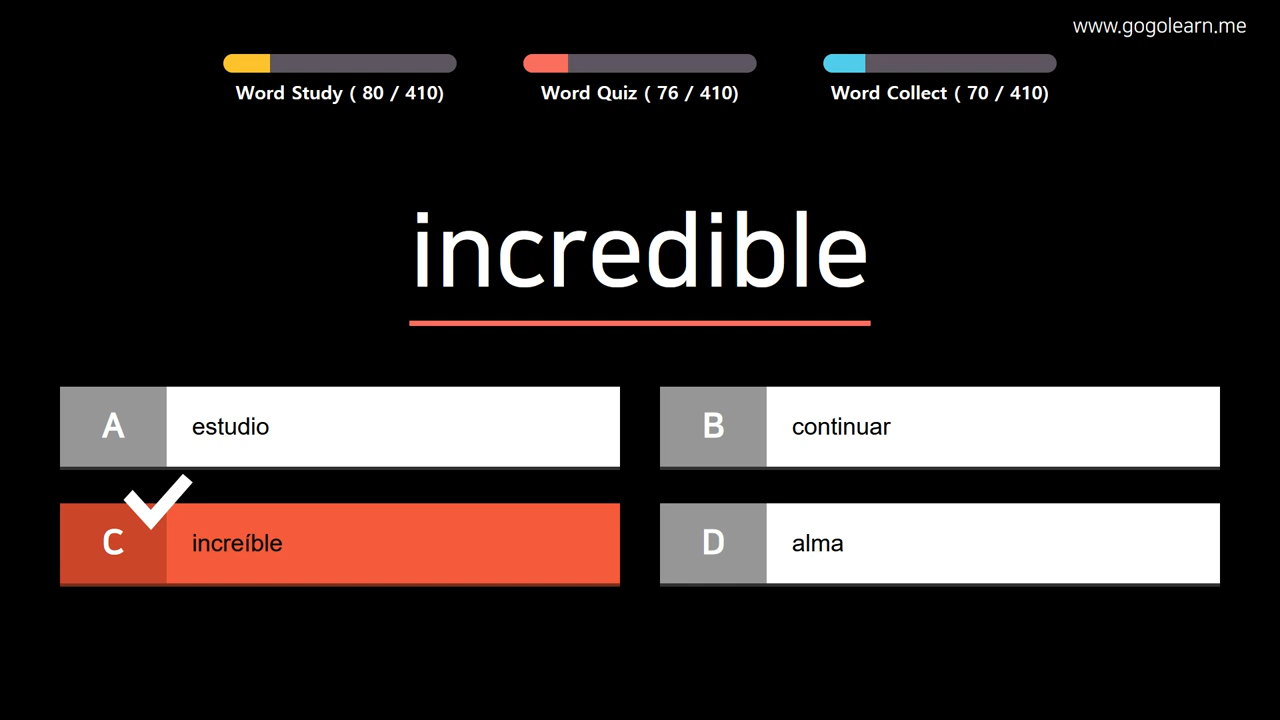 www.gogolearn.me
Word Study ( 80 / 410)
Word Quiz ( 76 / 410)
Word Collect ( 70 / 410)
incredible
A estudio
B continuar
C increíble
D alma